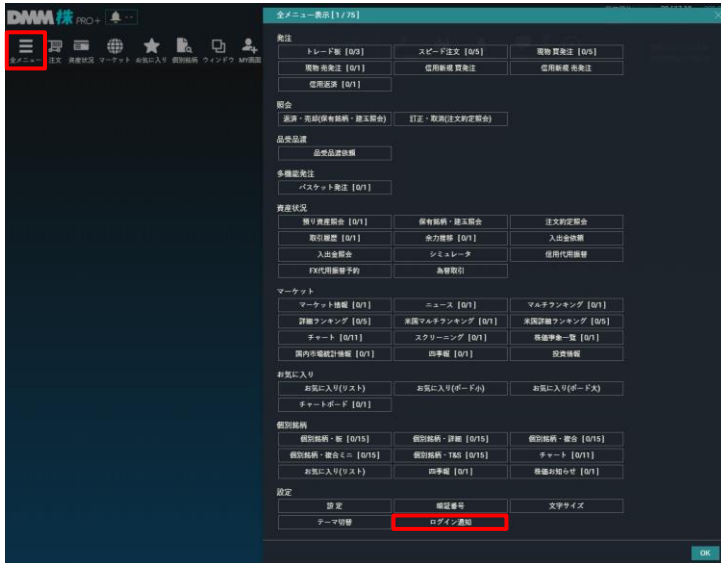 DMM 株 PRO+
全メニュー 注文 資産状況 マーケット お気に入り 個別銘柄 ウィンドウ MY画面
全メニュー表示 [1/75]
発注
トレード板 [0/3] スピード注文 [0/5] 現物 買発注 [0/5]
現物 売発注 [0/1] 信用新規 買発注 信用新規 売発注
信用返済 [0/1]
照会
返済・売却(保有銘柄・建玉照会) 訂正・取消(注文約定照会)
品受品渡
品受品渡依頼
多機能発注
バスケット発注 [0/1]
資産状況
預り資産照会 [0/1] 保有銘柄・建玉照会 注文約定照会
取引履歴 [0/1] 余力推移 [0/1] 入出金依頼
入出金照会 シミュレータ 信用代用振替
FX代用振替予約 為替取引
マーケット
マーケット情報 [0/1] ニュース [0/1] マルチランキング [0/1]
詳細ランキング [0/5] 米国マルチランキング [0/1] 米国詳細ランキング [0/5]
チャート [0/11] スクリーニング [0/1] 株価予想一覧 [0/1]
国内市場統計情報 [0/1] 四季報 [0/1] 投資情報
お気に入り
お気に入り(リスト) お気に入り(ボード小) お気に入り(ボード大)
チャートボード [0/1]
個別銘柄
個別銘柄・板 [0/15] 個別銘柄・詳細 [0/15] 個別銘柄・複合 [0/15]
個別銘柄・複合ミニ [0/15] 個別銘柄・T&S [0/15] チャート [0/11]
お気に入り(リスト) 四季報 [0/1] 株価お知らせ [0/1]
設定
設定 暗証番号 文字サイズ
テーマ切替 ログイン通知
OK